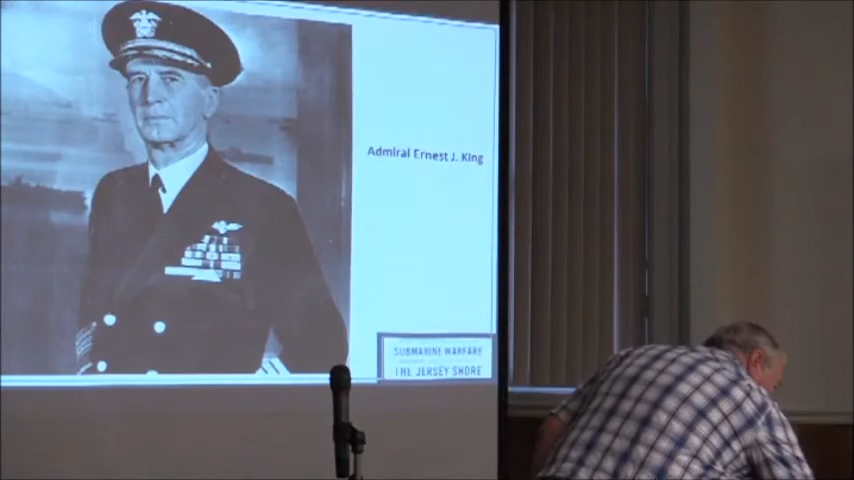 Admiral Ernest J. King
SUBMARINE WARFARE
THE JERSEY SHORE